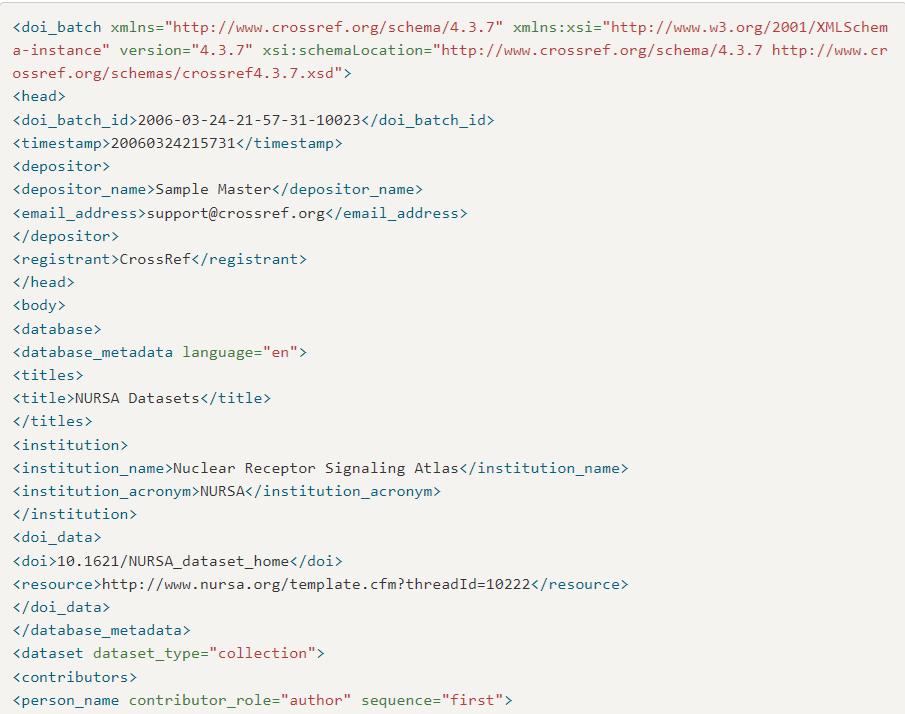 <doi_batch xmlns="http://www.crossref.org/schema/4.3.7" xmlns:xsi="http://www.w3.org/2001/XMLSchem
a-instance" version="4.3.7" xsi:schemaLocation="http://www.crossref.org/schema/4.3.7 http://www.cr
ossref.org/schemas/crossref4.3.7.xsd">
<head>
<doi_batch_id>2006-03-24-21-57-31-10023</doi_batch_id>
<timestamp>20060324215731</timestamp>
<depositor>
<depositor_name>Sample Master</depositor_name>
<email_address>support@crossref.org</email_address>
</depositor>
<registrant>CrossRef</registrant>
</head>
<body>
<database>
<database_metadata language="en">
<titles>
<title>NURSA Datasets</title>
</titles>
<institution>
<institution_name>Nuclear Receptor Signaling Atlas</institution_name>
<institution_acronym>NURSA</institution_acronym>
</institution>
<doi_data>
<doi>10.1621/NURSA_dataset_home</doi>
<resource>http://www.nursa.org/template.cfm?threadId=10222</resource>
</doi_data>
</database_metadata>
<dataset dataset_type="collection">
<contributors>
<person_name contributor_role="author" sequence="first">